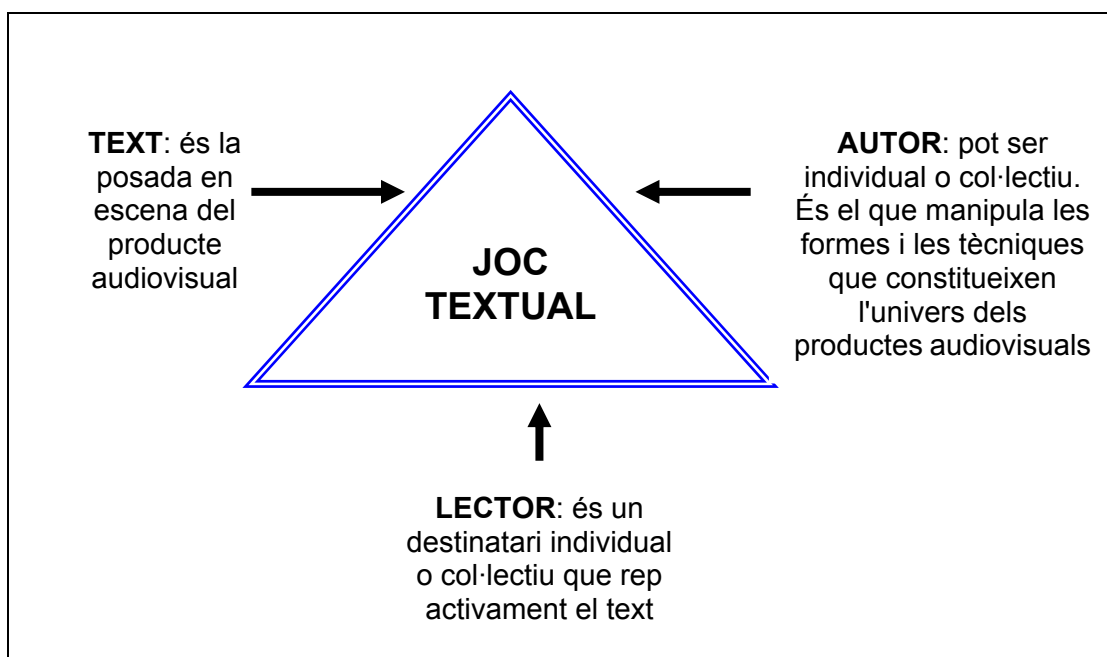 TEXT: és la
posada en
escena del
producte
audiovisual
JOC
TEXTUAL
AUTOR: pot ser
individual o col·lectiu.
És el que manipula les
formes i les tècniques
que constitueixen
l'univers dels
productes audiovisuals
LECTOR: és un
destinatari individual
o col·lectiu que rep
activament el text